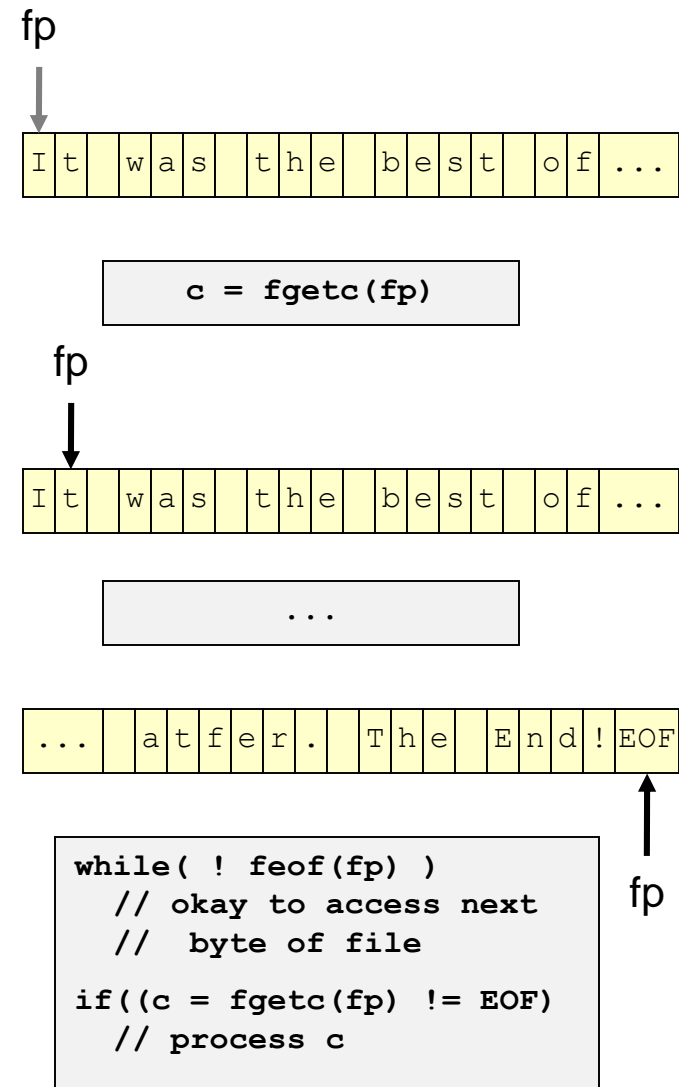 fp
It was the best of...
c = fgetc(fp)
fp
It was the best of...
...
... atfer. The End!EOF
fp
while( ! feof(fp) )
// okay to access next
// byte of file
if((c = fgetc(fp) != EOF)
// process c